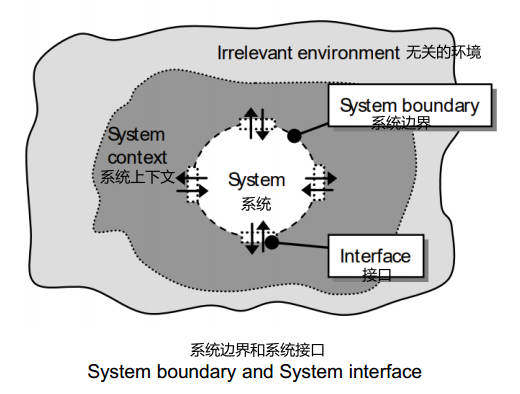 Irrelevant environment 无关的环境
System boundary
系统边界
System
context
系统上下文
System
系统
Interface
接口
系统边界和系统接口
System boundary and System interface